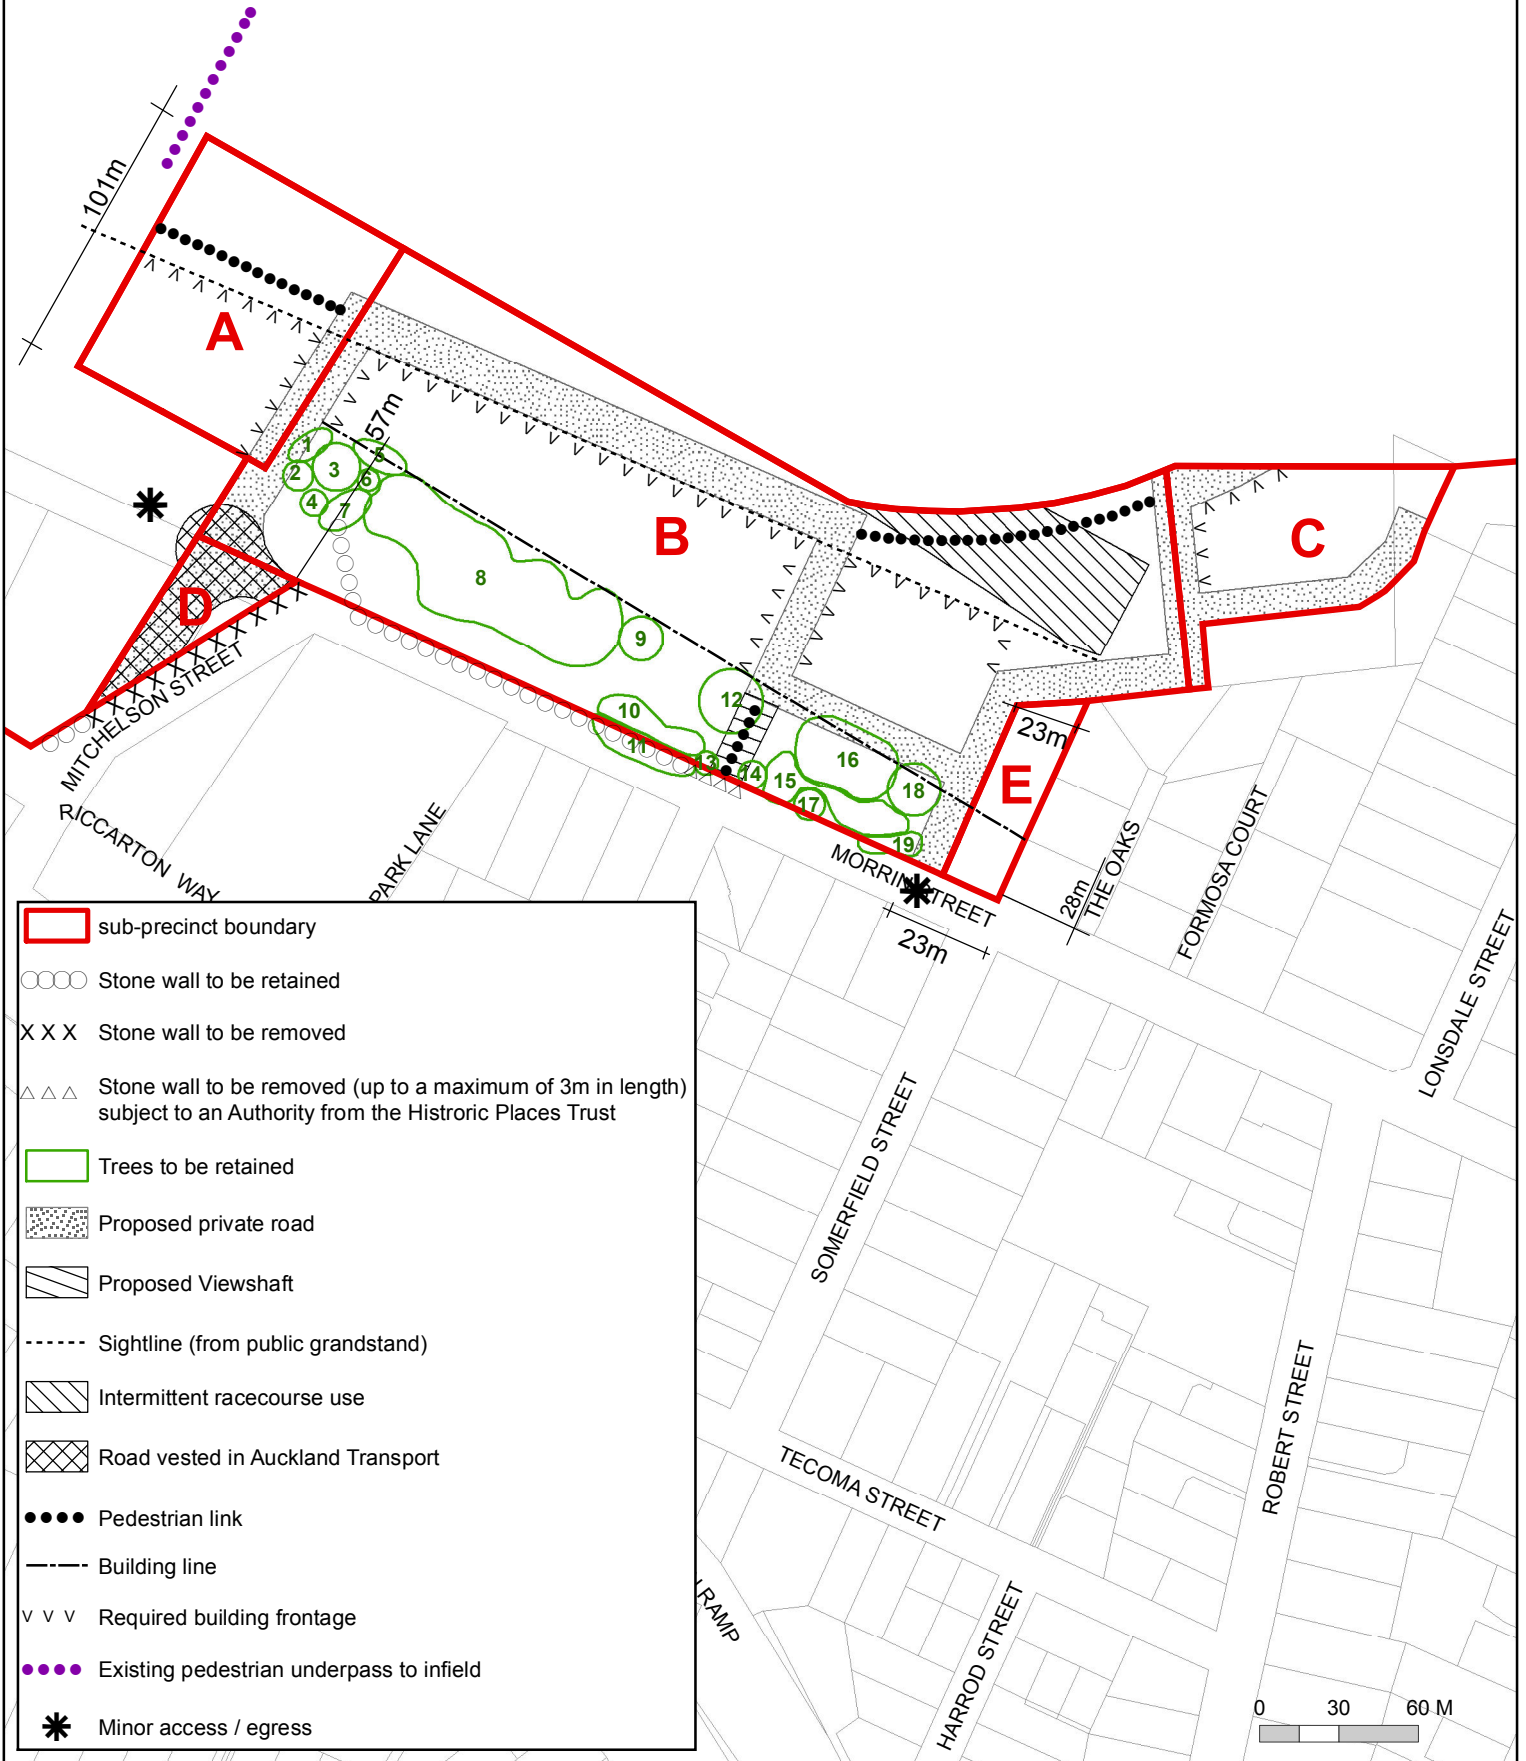 101m
A
57m
1
2
3
4
5
6
7
8
9
10
11
12
13
14
15
16
17
18
19
B
C
D
E
23m
28m
23m
MITCHELSON STREET
RICCARTON WAY
PARK LANE
MORRIN STREET
THE OAKS
FORMOSA COURT
LONSDALE STREET
SOMERFIELD STREET
ROBERT STREET
TECOMA STREET
HARROD STREET
RAMP
sub-precinct boundary
Stone wall to be retained
X X X Stone wall to be removed
Stone wall to be removed (up to a maximum of 3m in length)
subject to an Authority from the Histroric Places Trust
Trees to be retained
Proposed private road
Proposed Viewshaft
Sightline (from public grandstand)
Intermittent racecourse use
Road vested in Auckland Transport
Pedestrian link
Building line
v v v Required building frontage
Existing pedestrian underpass to infield
Minor access / egress
0 30 60 M